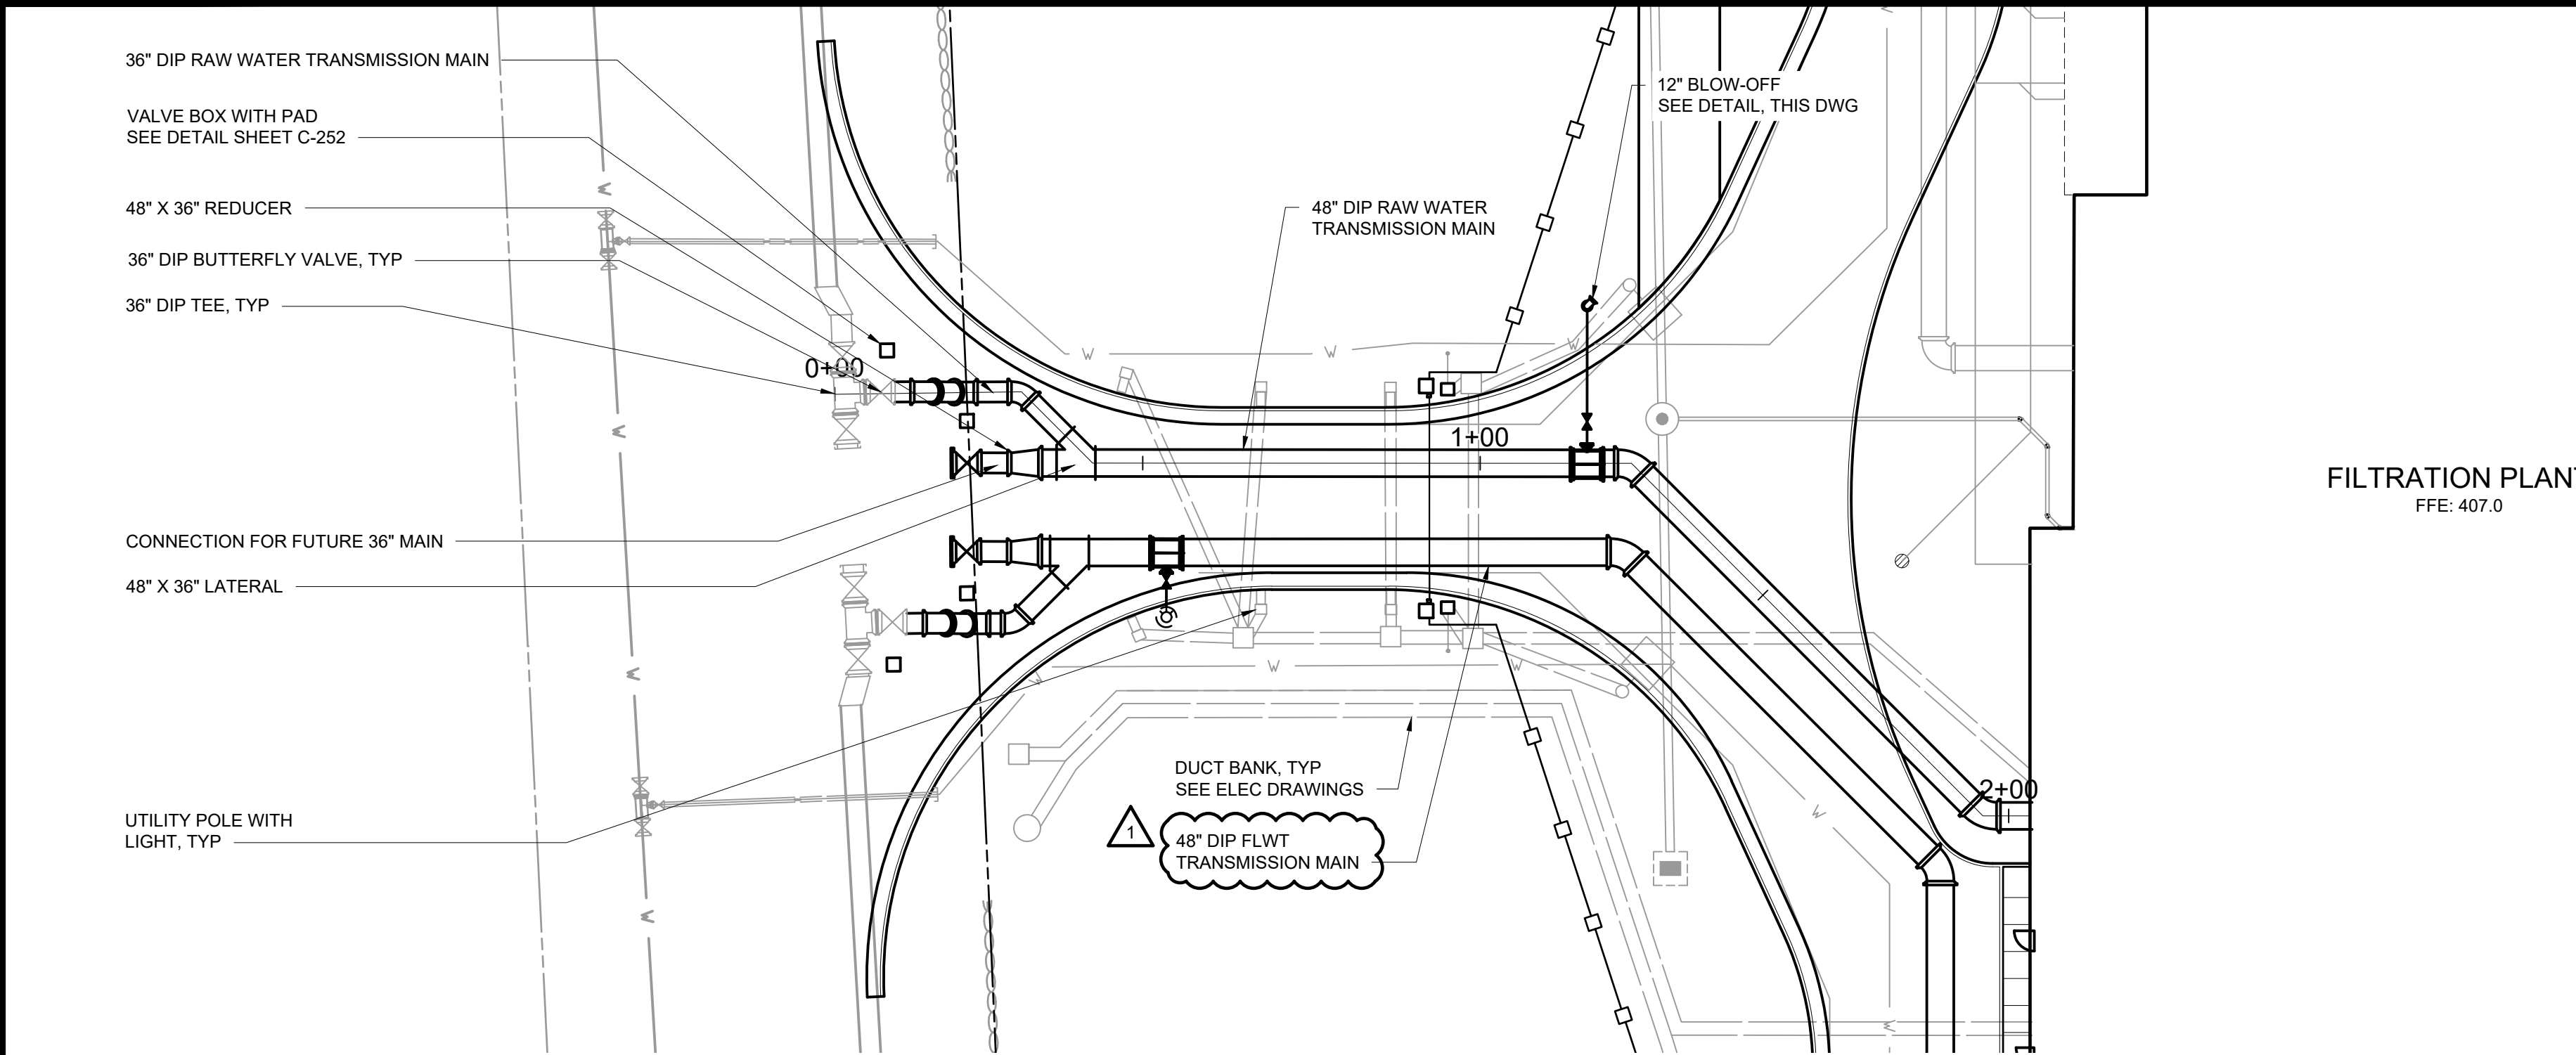 36" DIP RAW WATER TRANSMISSION MAIN
VALVE BOX WITH PAD
SEE DETAIL SHEET C-252
48" X 36" REDUCER
36" DIP BUTTERFLY VALVE, TYP
36" DIP TEE, TYP
CONNECTION FOR FUTURE 36" MAIN
48" X 36" LATERAL
UTILITY POLE WITH
LIGHT, TYP
0+00
48" DIP RAW WATER
TRANSMISSION MAIN
12" BLOW-OFF
SEE DETAIL, THIS DWG
1+00
DUCT BANK, TYP
SEE ELEC DRAWINGS
1
48" DIP FLWT
TRANSMISSION MAIN
2+00
FILTRATION PLANT
FFE: 407.0
W
W
W
W
W
W
W
W
W
W
W
W
W
W